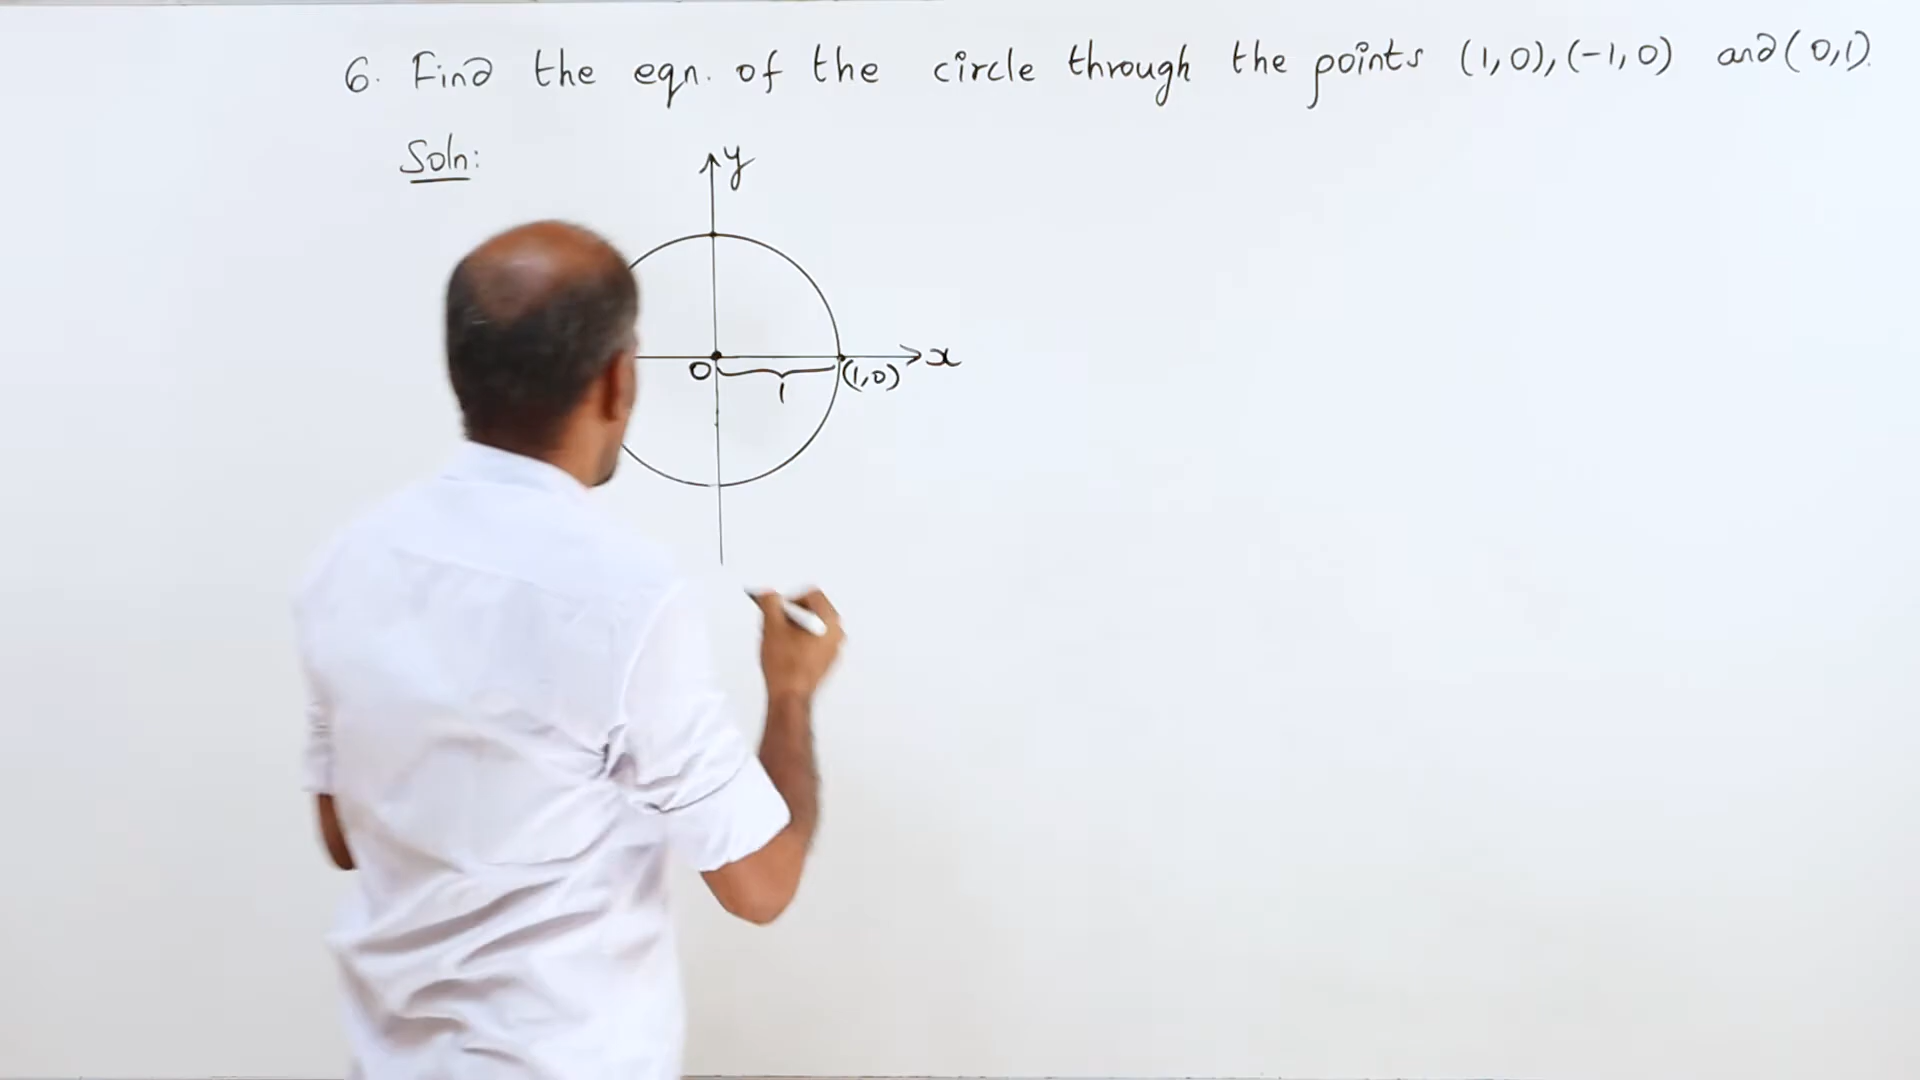 6. Find the eqn. of the circle through the points (1,0), (-1,0) and (0,1).
Soln:
y
x
O
(1,0)
1